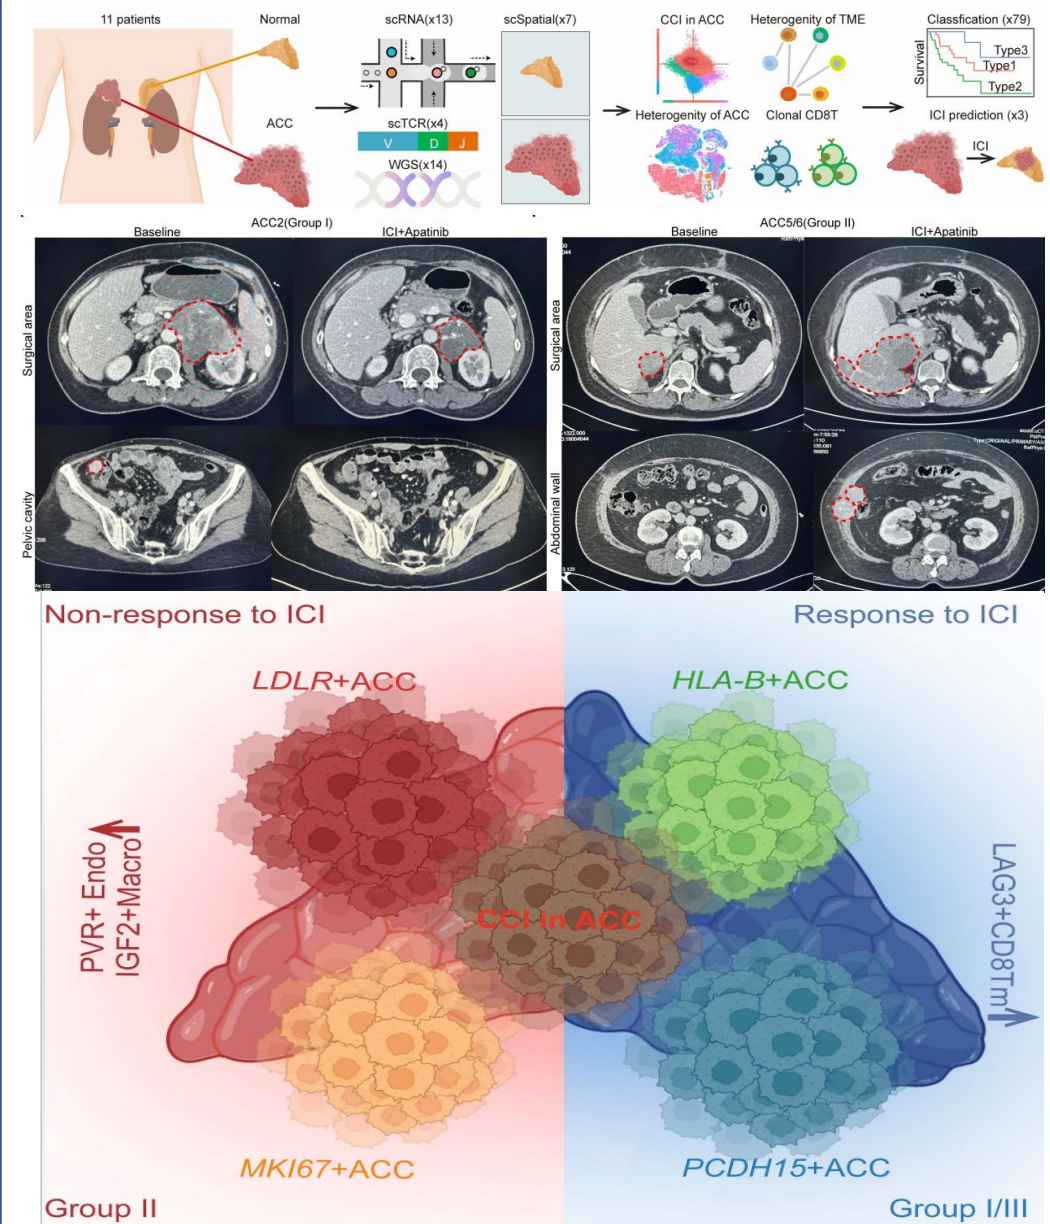 11 patients
Normal
ACC
scRNA(x13)
scTCR(x4)
V D J
WGS(x14)
scSpatial(x7)
CCI in ACC
Heterogenity of TME
Heterogenity of ACC
Clonal CD8T
Classfication (x79)
Survival
Type3
Type1
Type2
ICI prediction (x3)
ICI
ACC2(Group I)
Baseline
ICI+Apatinib
Surgical area
Pelvic cavity
ACC5/6(Group II)
Baseline
ICI+Apatinib
Surgical area
Abdominal wall
Non-response to ICI
Response to ICI
LDLR+ACC
HLA-B+ACC
PVR+ Endo
IGF2+Macro
CCI in ACC
LAG3+CD8Tm
MKI67+ACC
PCDH15+ACC
Group II
Group I/III